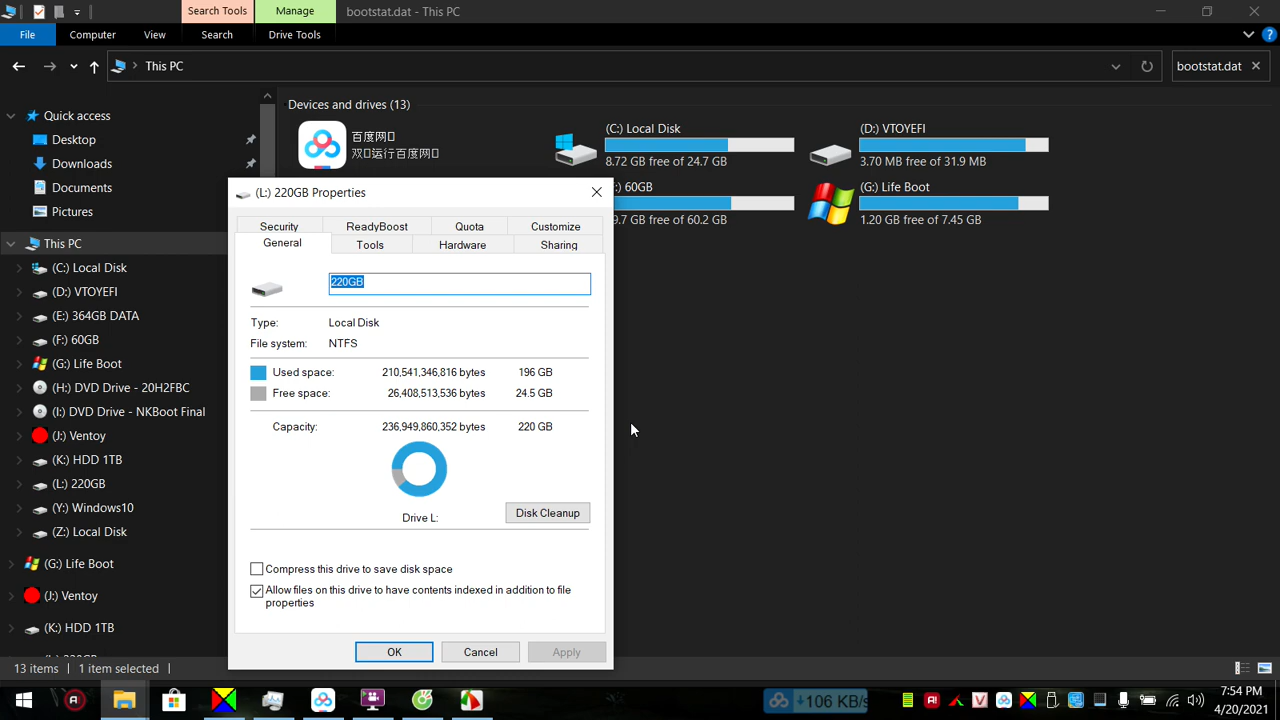 Search Tools
Manage
bootstat.dat - This PC
File
Computer
View
Search
Drive Tools
This PC
bootstat.dat
Quick access
Desktop
Downloads
Documents
Pictures
This PC
(C:) Local Disk
(D:) VTOYEFI
(E:) 364GB DATA
(F:) 60GB
(G:) Life Boot
(H:) DVD Drive - 20H2FBC
(I:) DVD Drive - NKBoot Final
(J:) Ventoy
(K:) HDD 1TB
(L:) 220GB
(Y:) Windows10
(Z:) Local Disk
(G:) Life Boot
(J:) Ventoy
(K:) HDD 1TB
13 items
1 item selected
Devices and drives (13)
百度网
双 运行百度网
(C:) Local Disk
8.72 GB free of 24.7 GB
(D:) VTOYEFI
3.70 MB free of 31.9 MB
60GB
GB free of 60.2 GB
(G:) Life Boot
1.20 GB free of 7.45 GB
(L:) 220GB Properties
Security
ReadyBoost
Quota
Customize
General
Tools
Hardware
Sharing
220GB
Type: Local Disk
File system: NTFS
Used space: 210,541,346,816 bytes 196 GB
Free space: 26,408,513,536 bytes 24.5 GB
Capacity: 236,949,860,352 bytes 220 GB
Drive L:
Disk Cleanup
Compress this drive to save disk space
Allow files on this drive to have contents indexed in addition to file
properties
OK
Cancel
Apply
↓106 KB/s
7:54 PM
4/20/2021